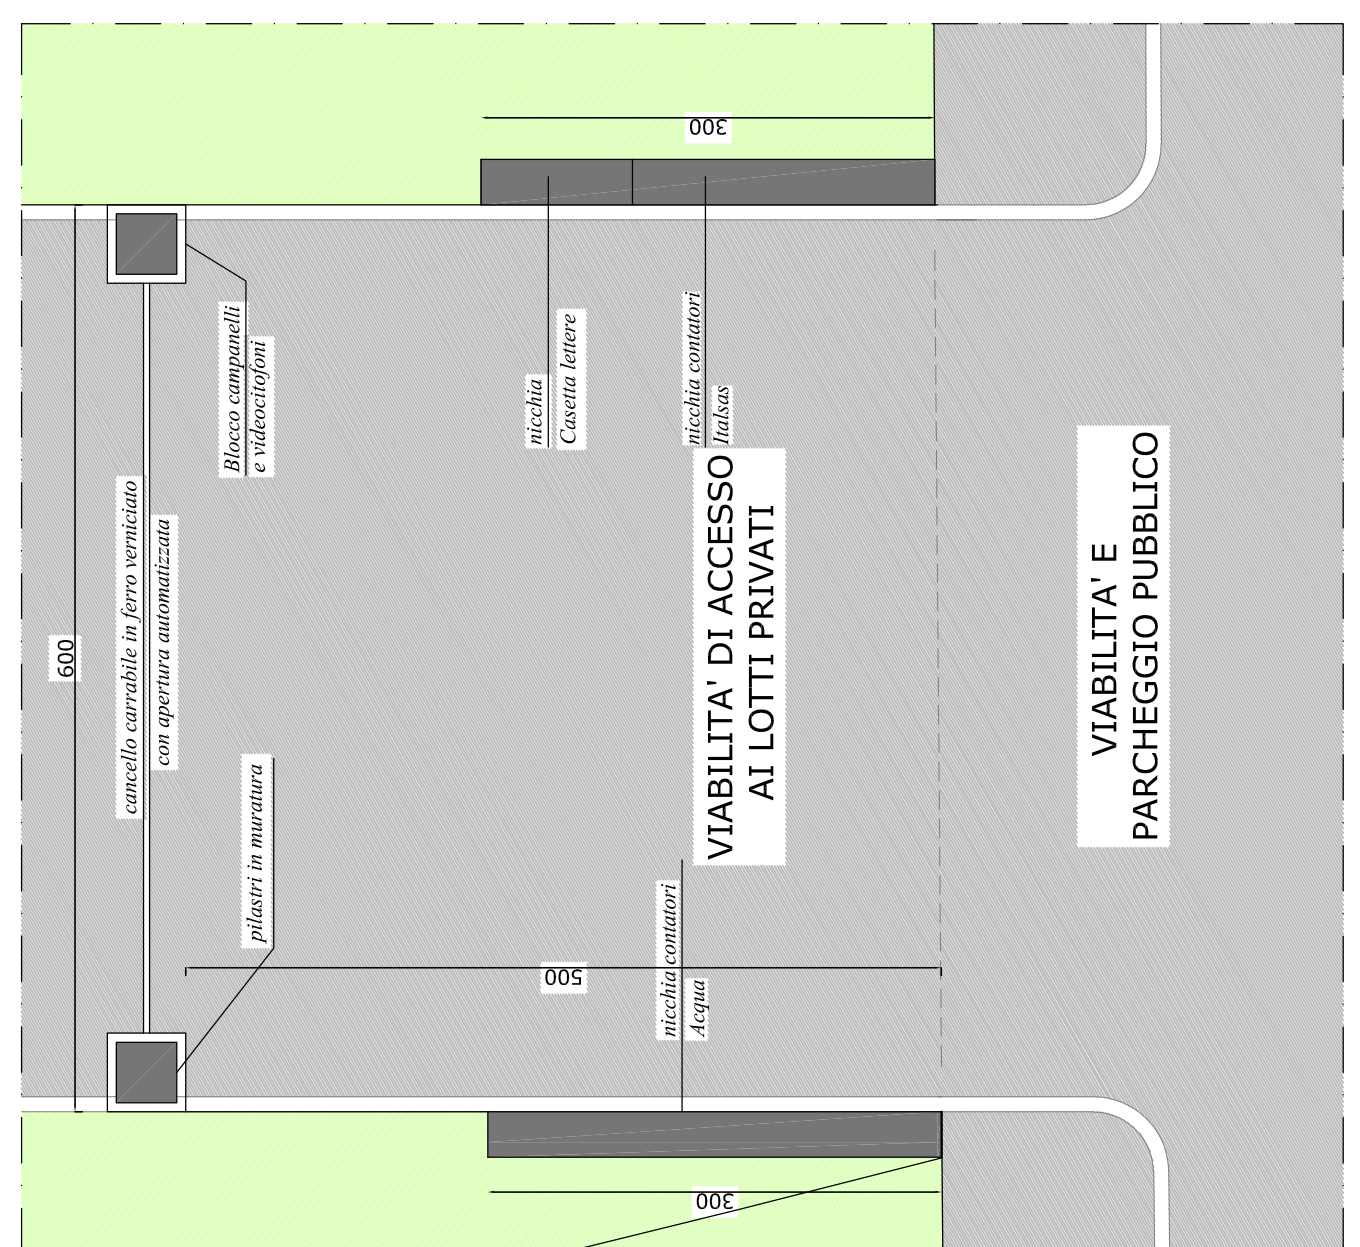 300
Blocco campanelli
e videocitofoni
nicchia
Casetta lettere
nicchia contatori
Italsas
cancello carrabile in ferro verniciato
con apertura automatizzata
600
VIABILITA' DI ACCESSO
AI LOTTI PRIVATI
VIABILITA' E
PARCHEGGIO PUBBLICO
pilastri in muratura
500
nicchia contatori
Acqua
300